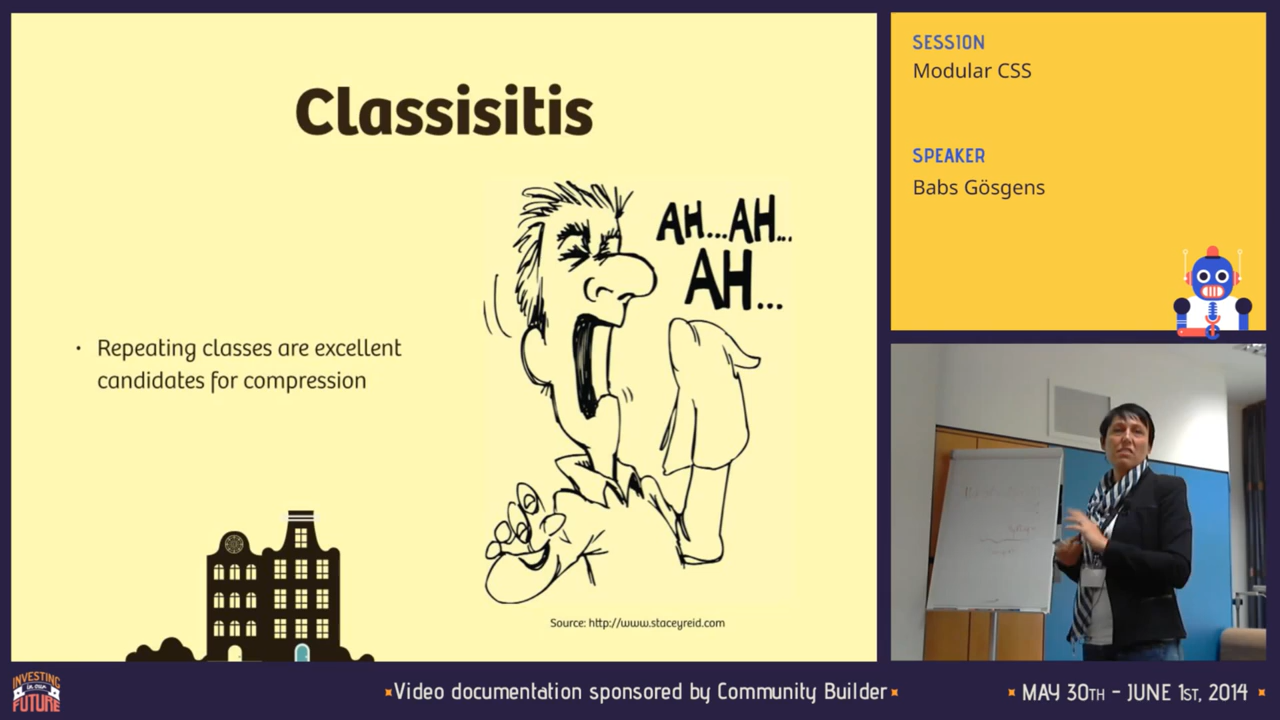 Classisitis
AH...AH...
AH...
• Repeating classes are excellent
candidates for compression
Source: http://www.staceyreid.com
SESSION
Modular CSS
SPEAKER
Babs Gösgens
INVESTING
IN OUR
FUTURE
Video documentation sponsored by Community Builder
MAY 30TH - JUNE 1ST, 2014